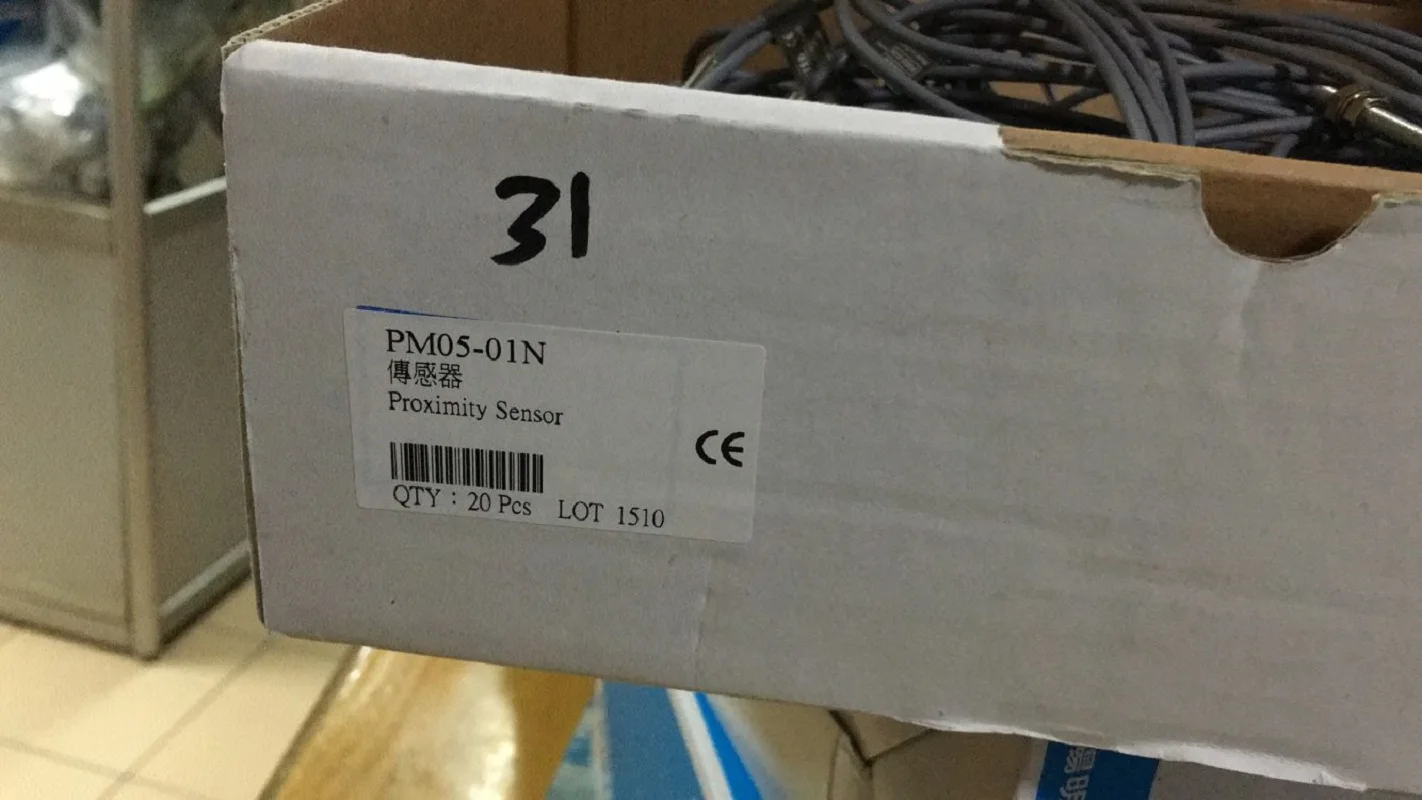 31
PM05-01N
傳感器
Proximity Sensor
CE
QTY : 20 Pcs LOT 1510